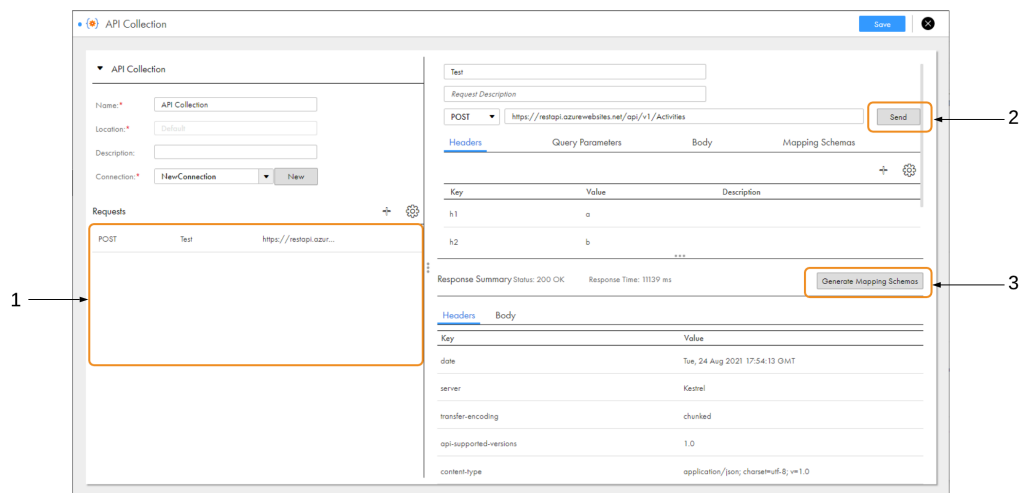 API Collection
Save
API Collection
Name:*
API Collection
Location:*
Default
Description:
Connection:*
NewConnection
New
Requests
POST Test https://restapi.azur...
Test
Request Description
POST
https://restapi.azurewebsites.net/api/v1/Activities
Send
Headers Query Parameters Body Mapping Schemas
Key Value Description
h1 a
h2 b
Response Summary Status: 200 OK Response Time: 11139 ms
Generate Mapping Schemas
Headers Body
Key Value
date Tue, 24 Aug 2021 17:54:13 GMT
server Kestrel
transfer-encoding chunked
api-supported-versions 1.0
content-type application/json; charset=utf-8; v=1.0
1
2
3